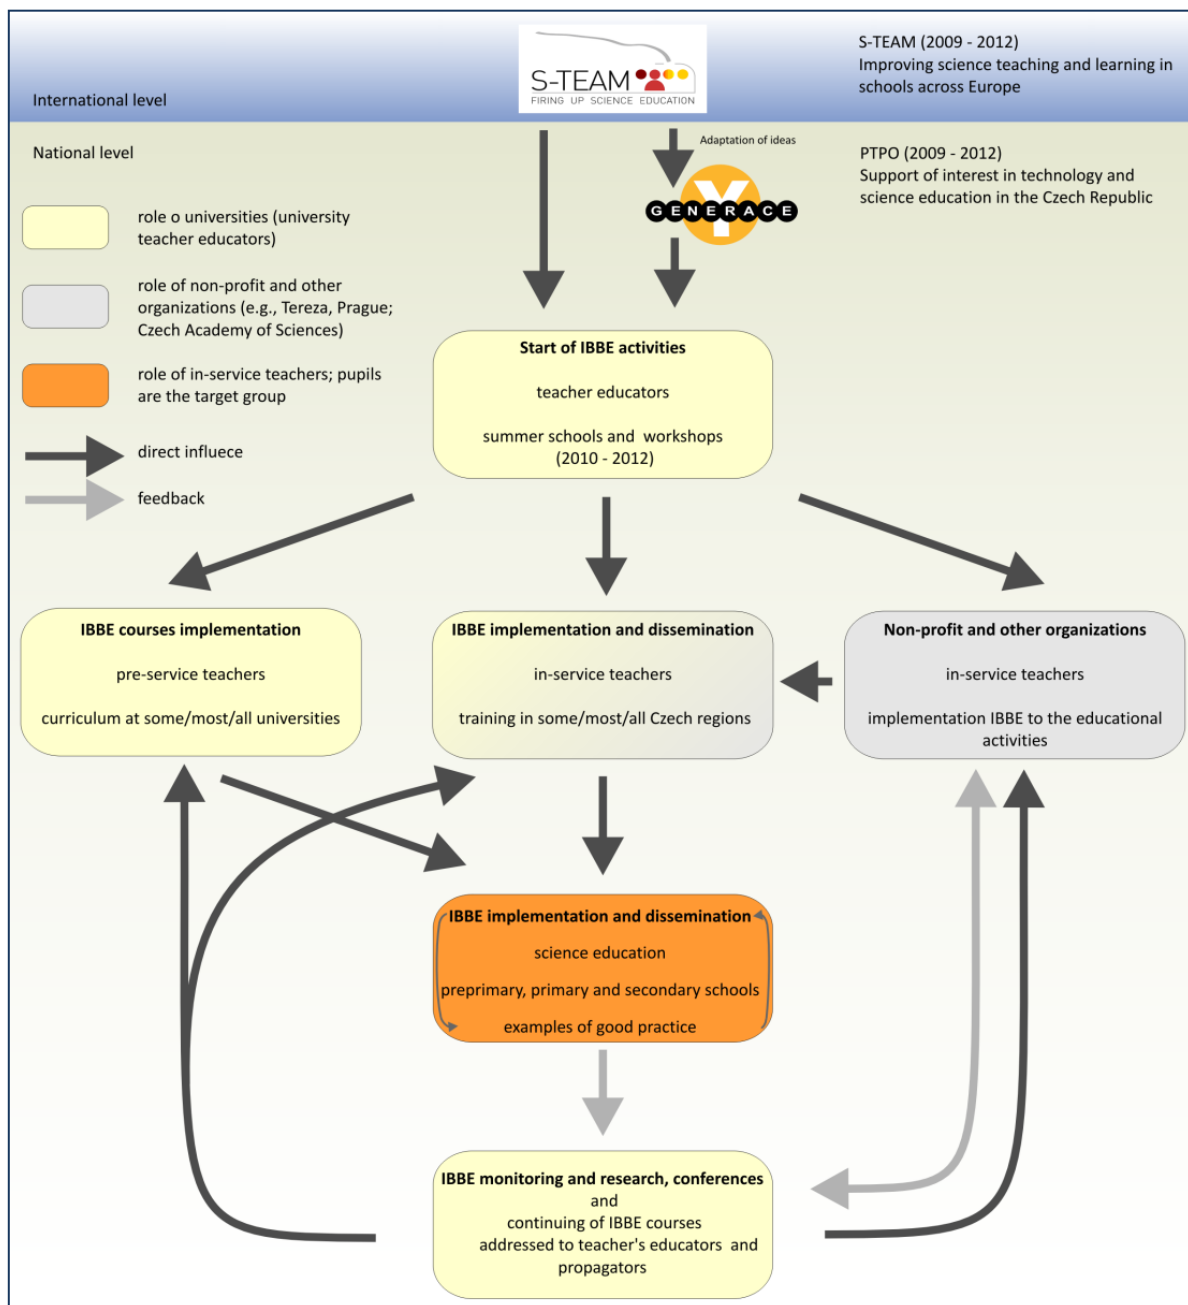 S-TEAM
FIRING UP SCIENCE EDUCATION
S-TEAM (2009 - 2012)
Improving science teaching and learning in
schools across Europe
International level
National level
Adaptation of ideas
PTPO (2009 - 2012)
Support of interest in technology and
science education in the Czech Republic
Y
GENERACE
role o universities (university
teacher educators)
role of non-profit and other
organizations (e.g., Tereza, Prague;
Czech Academy of Sciences)
role of in-service teachers; pupils
are the target group
direct influece
feedback
Start of IBBE activities
teacher educators
summer schools and workshops
(2010 - 2012)
IBBE courses implementation
pre-service teachers
curriculum at some/most/all universities
IBBE implementation and dissemination
in-service teachers
training in some/most/all Czech regions
Non-profit and other organizations
in-service teachers
implementation IBBE to the educational
activities
IBBE implementation and dissemination
science education
preprimary, primary and secondary schools
examples of good practice
IBBE monitoring and research, conferences
and
continuing of IBBE courses
addressed to teacher's educators and
propagators